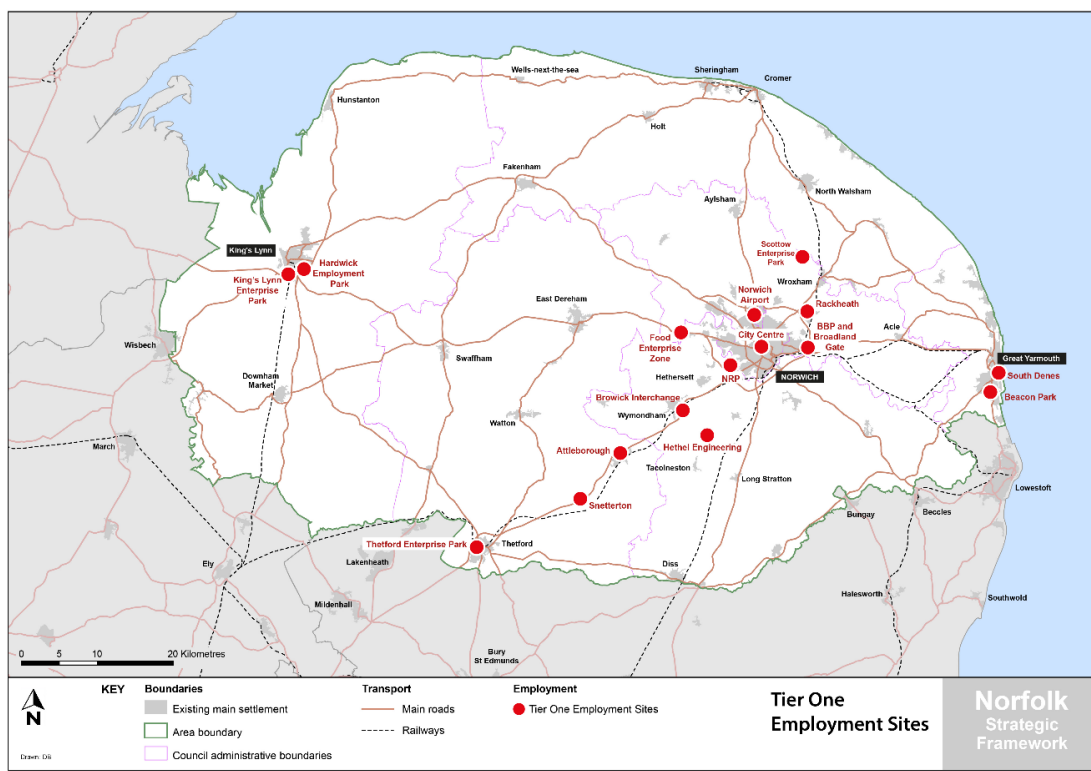 Wells-next-the-sea
Sheringham
Cromer
Hunstanton
Holt
Fakenham
North Walsham
Aylsham
King's Lynn
Hardwick
Employment
Park
King's Lynn
Enterprise
Park
Scottow
Enterprise
Park
Wroxham
Norwich
Airport
Rackheath
East Dereham
BBP and
Broadland
Gate
Acle
Wisbech
Swaffham
Food
Enterprise
Zone
City Centre
Great Yarmouth
South Denes
Hethersett
NRP
NORWICH
Beacon Park
Downham
Market
Browick Interchange
Wymondham
Watton
March
Attleborough
Hethel Engineering
Tacolneston
Long Stratton
Lowestoft
Snetterton
Bungay
Beccles
Thetford Enterprise Park
Thetford
Lakenheath
Ely
Diss
Mildenhall
Halesworth
Southwold
Bury
St Edmunds
0 5 10 20 Kilometres
N
Drawn: DB
KEY
Boundaries
Existing main settlement
Area boundary
Council administrative boundaries
Transport
Main roads
Railways
Employment
Tier One Employment Sites
Tier One
Employment Sites
Norfolk
Strategic
Framework